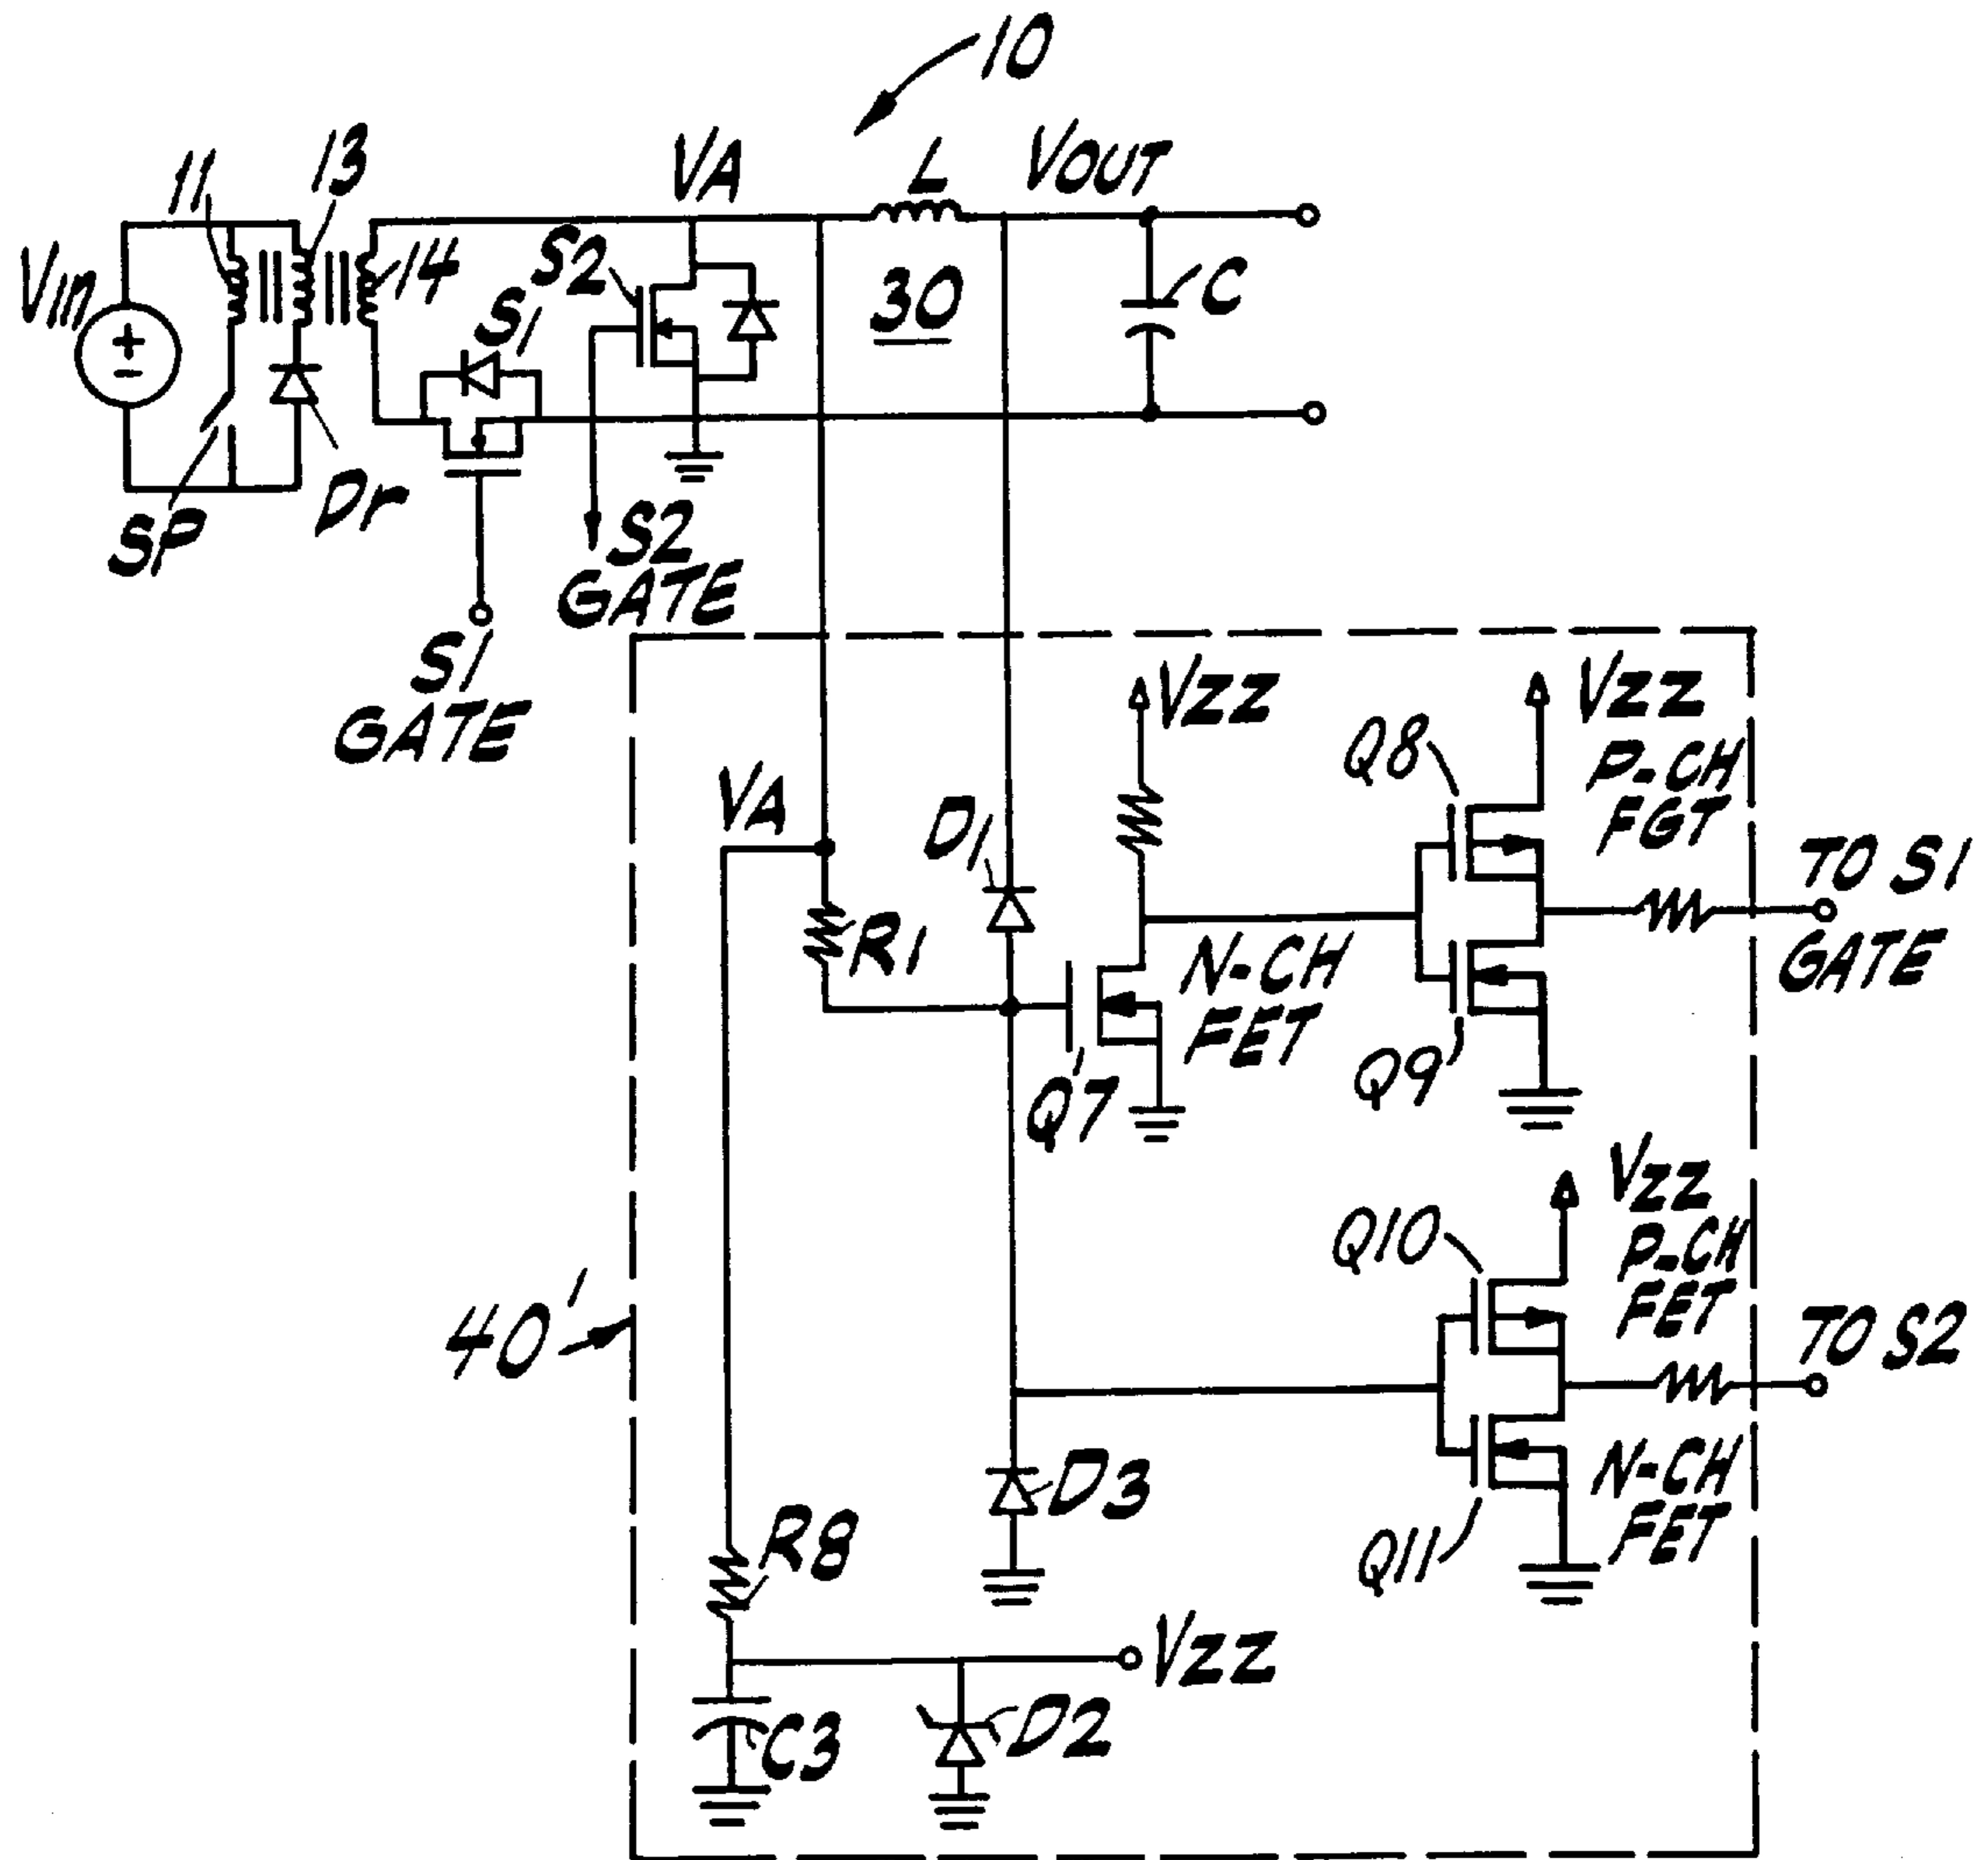 10
11
13
VA
L
VOUT
Vin
14
S2
S1
30
C
SP
Dr
S2
GATE
S1
GATE
VZZ
VZZ
Q8
P-CH
FGT
VA
D1
TO S1
GATE
R1
N-CH
FET
Q7
Q9
VZZ
Q10
P-CH
FET
40'
TO S2
D3
N-CH
FET
R8
Q11
VZZ
C3
D2
+
-